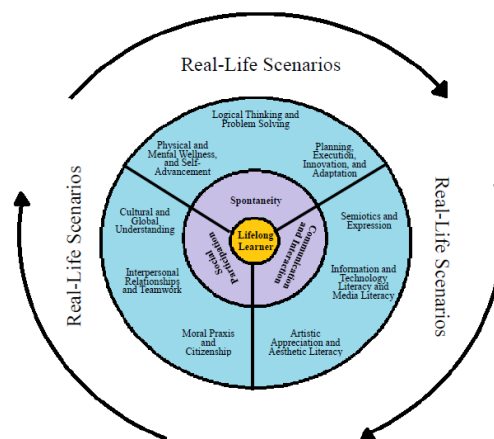 Real-Life Scenarios
Logical Thinking and
Problem Solving
Physical and
Mental Wellness,
and Self-
Advancement
Planning,
Execution,
Innovation, and
Adaptation
Spontaneity
Cultural and
Global
Understanding
Semiotics and
Expression
Lifelong
Learner
Social
Participation
Communication
and Interaction
Real-Life Scenarios
Real-Life Scenarios
Interpersonal
Relationships
and Teamwork
Information and
Technology
Literacy and
Media Literacy
Moral Praxis
and
Citizenship
Artistic
Appreciation and
Aesthetic Literacy